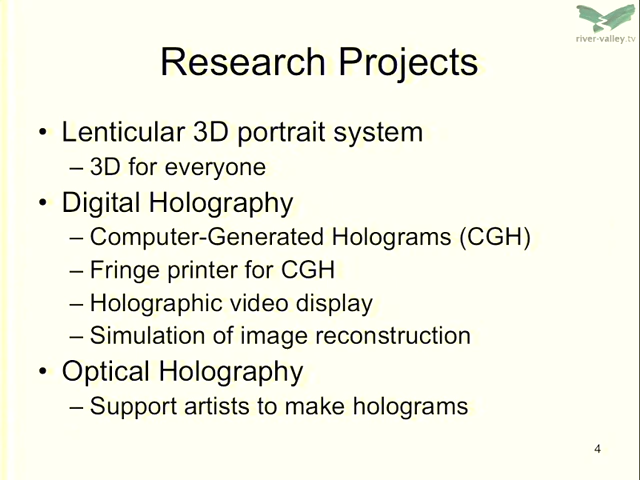 river-valley.tv
Research Projects
• Lenticular 3D portrait system
– 3D for everyone
• Digital Holography
– Computer-Generated Holograms (CGH)
– Fringe printer for CGH
– Holographic video display
– Simulation of image reconstruction
• Optical Holography
– Support artists to make holograms
4